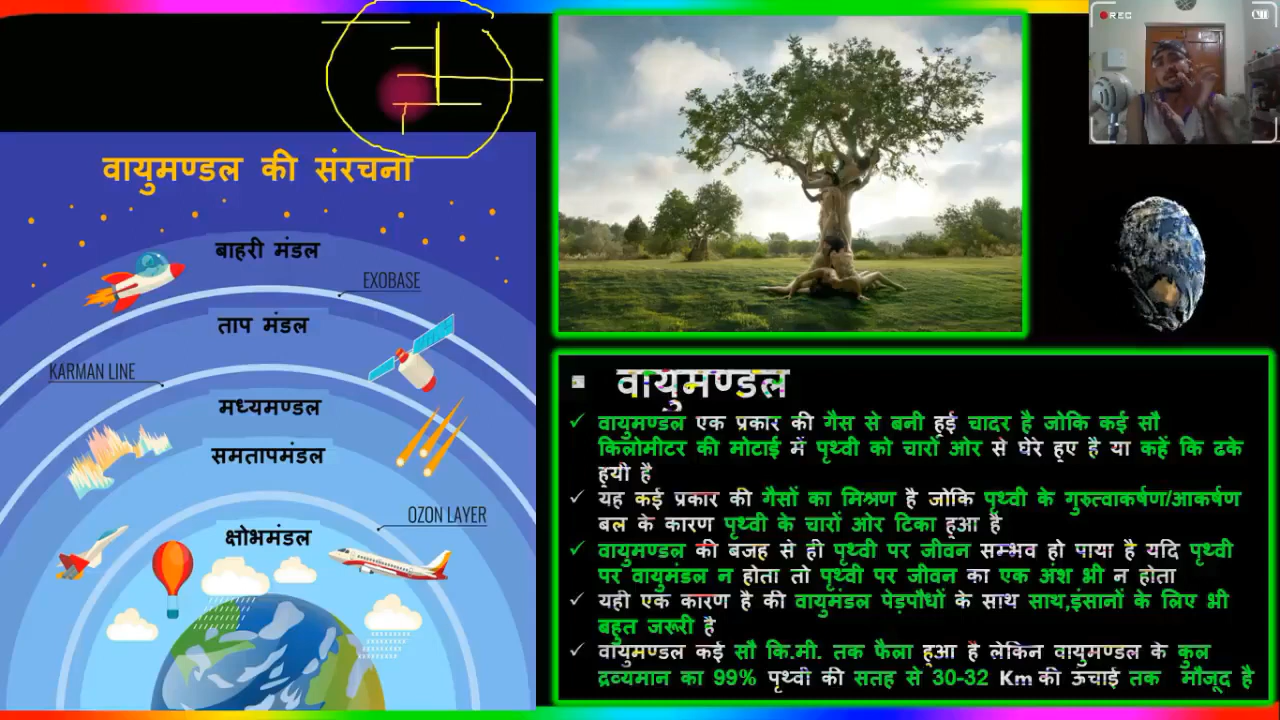 REC
वायुमण्डल की संरचना
बाहरी मंडल
EXOBASE
ताप मंडल
KARMAN LINE
मध्यमण्डल
समतापमंडल
OZON LAYER
क्षोभमंडल
वायुमण्डल
वायुमण्डल एक प्रकार की गैस से बनी हुई चादर है जोकि कई सौ
किलोमीटर की मोटाई में पृथ्वी को चारों ओर से घेरे हुए है या कहें कि ढके
हुयी है
यह कई प्रकार की गैसों का मिश्रण है जोकि पृथ्वी के गुरुत्वाकर्षण/आकर्षण
बल के कारण पृथ्वी के चारों ओर टिका हुआ है
वायुमण्डल की बजह से ही पृथ्वी पर जीवन सम्भव हो पाया है यदि पृथ्वी
पर वायुमंडल न होता तो पृथ्वी पर जीवन का एक अंश भी न होता
यही एक कारण है की वायुमंडल पेड़पौधों के साथ साथ,इंसानों के लिए भी
बहुत जरूरी है
वायुमण्डल कई सौ कि.मी. तक फैला हुआ है लेकिन वायुमण्डल के कुल
द्रव्यमान का 99% पृथ्वी की सतह से 30-32 Km की ऊंचाई तक मौजूद है